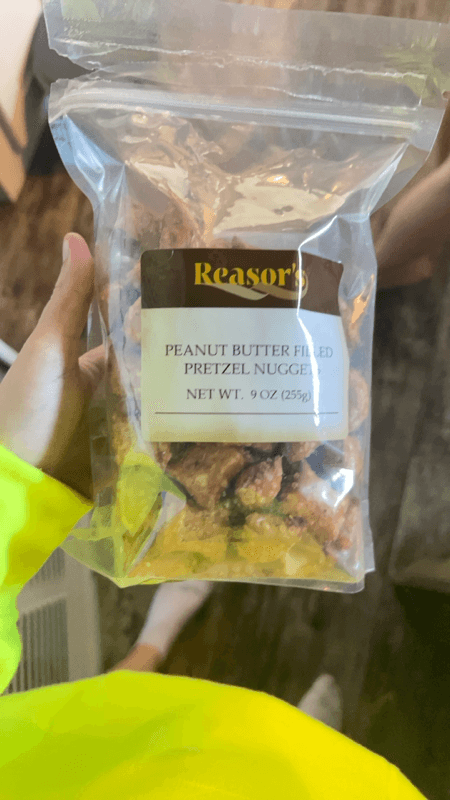 Reasor's
PEANUT BUTTER FILLED
PRETZEL NUGGETS
NET WT. 9 OZ (255g)